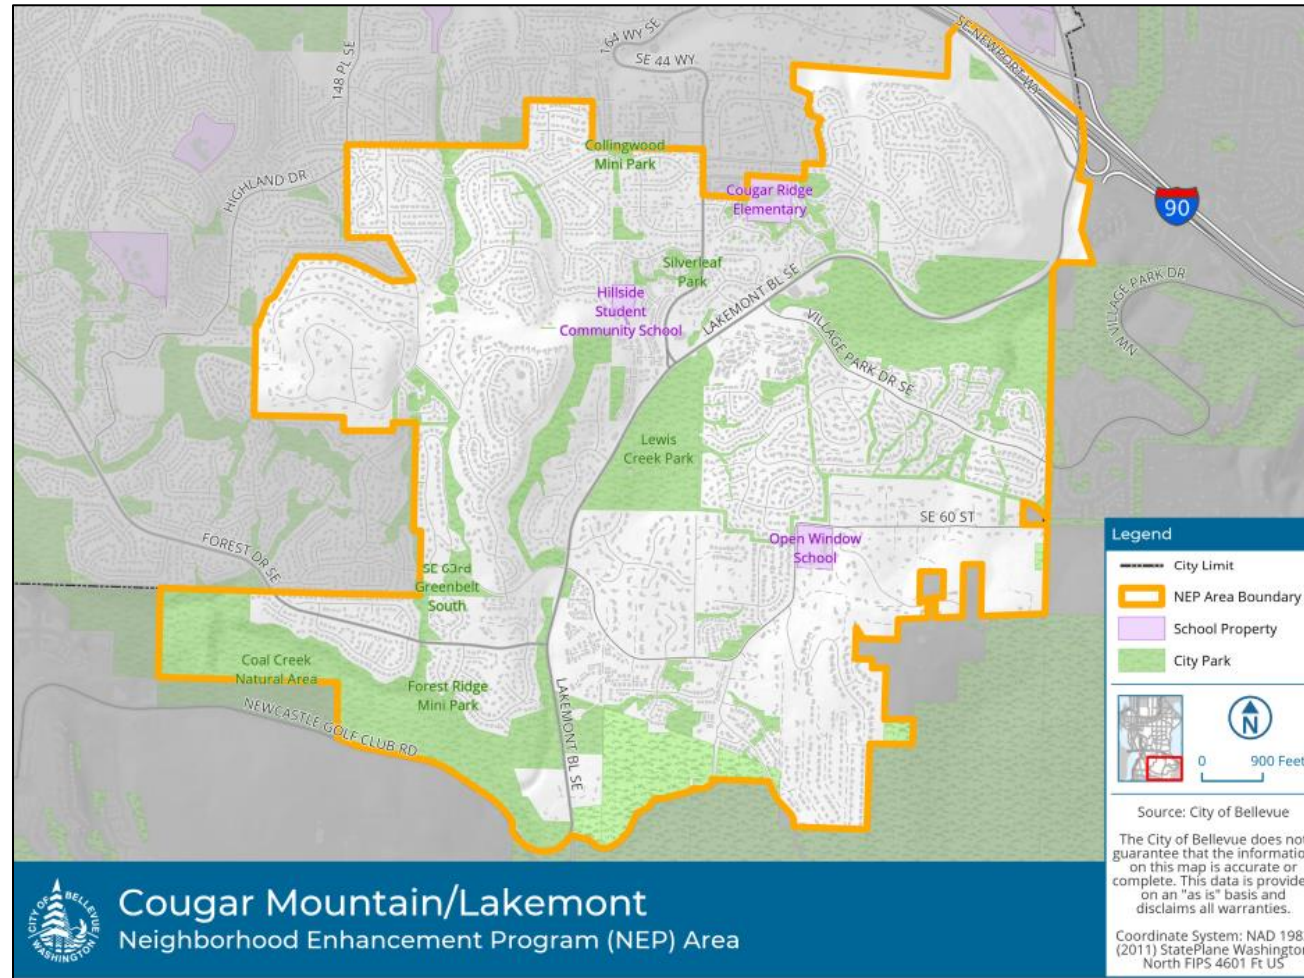 SE NEWPORT WY
164 WY SE
SE 44 WY
148 PL SE
Collingwood
Mini Park
HIGHLAND DR
Cougar Ridge
Elementary
90
Silverleaf
Park
NW VILLAGE PARK DR
Hillside
Student
Community School
LAKEMONT BL SE
VILLAGE PARK DR SE
Lewis
Creek Park
SE 60 ST
Open Window
School
FOREST DR SE
SE 63rd
Greenbelt
South
Coal Creek
Natural Area
Forest Ridge
Mini Park
NEWCASTLE GOLF CLUB RD
LAKEMONT BL SE
Legend
City Limit
NEP Area Boundary
School Property
City Park
N
0 900 Feet
Source: City of Bellevue
The City of Bellevue does not
guarantee that the informatio
on this map is accurate or
complete. This data is provide
on an "as is" basis and
disclaims all warranties.
Coordinate System: NAD 198
(2011) StatePlane Washington
North FIPS 4601 Ft US
CITY OF BELLEVUE
WASHINGTON
Cougar Mountain/Lakemont
Neighborhood Enhancement Program (NEP) Area